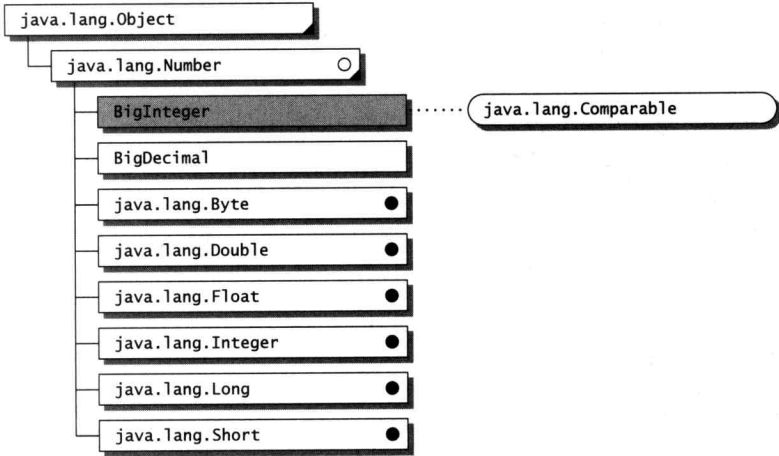 java.lang.Object
java.lang.Number
BigInteger
java.lang.Comparable
BigDecimal
java.lang.Byte
java.lang.Double
java.lang.Float
java.lang.Integer
java.lang.Long
java.lang.Short